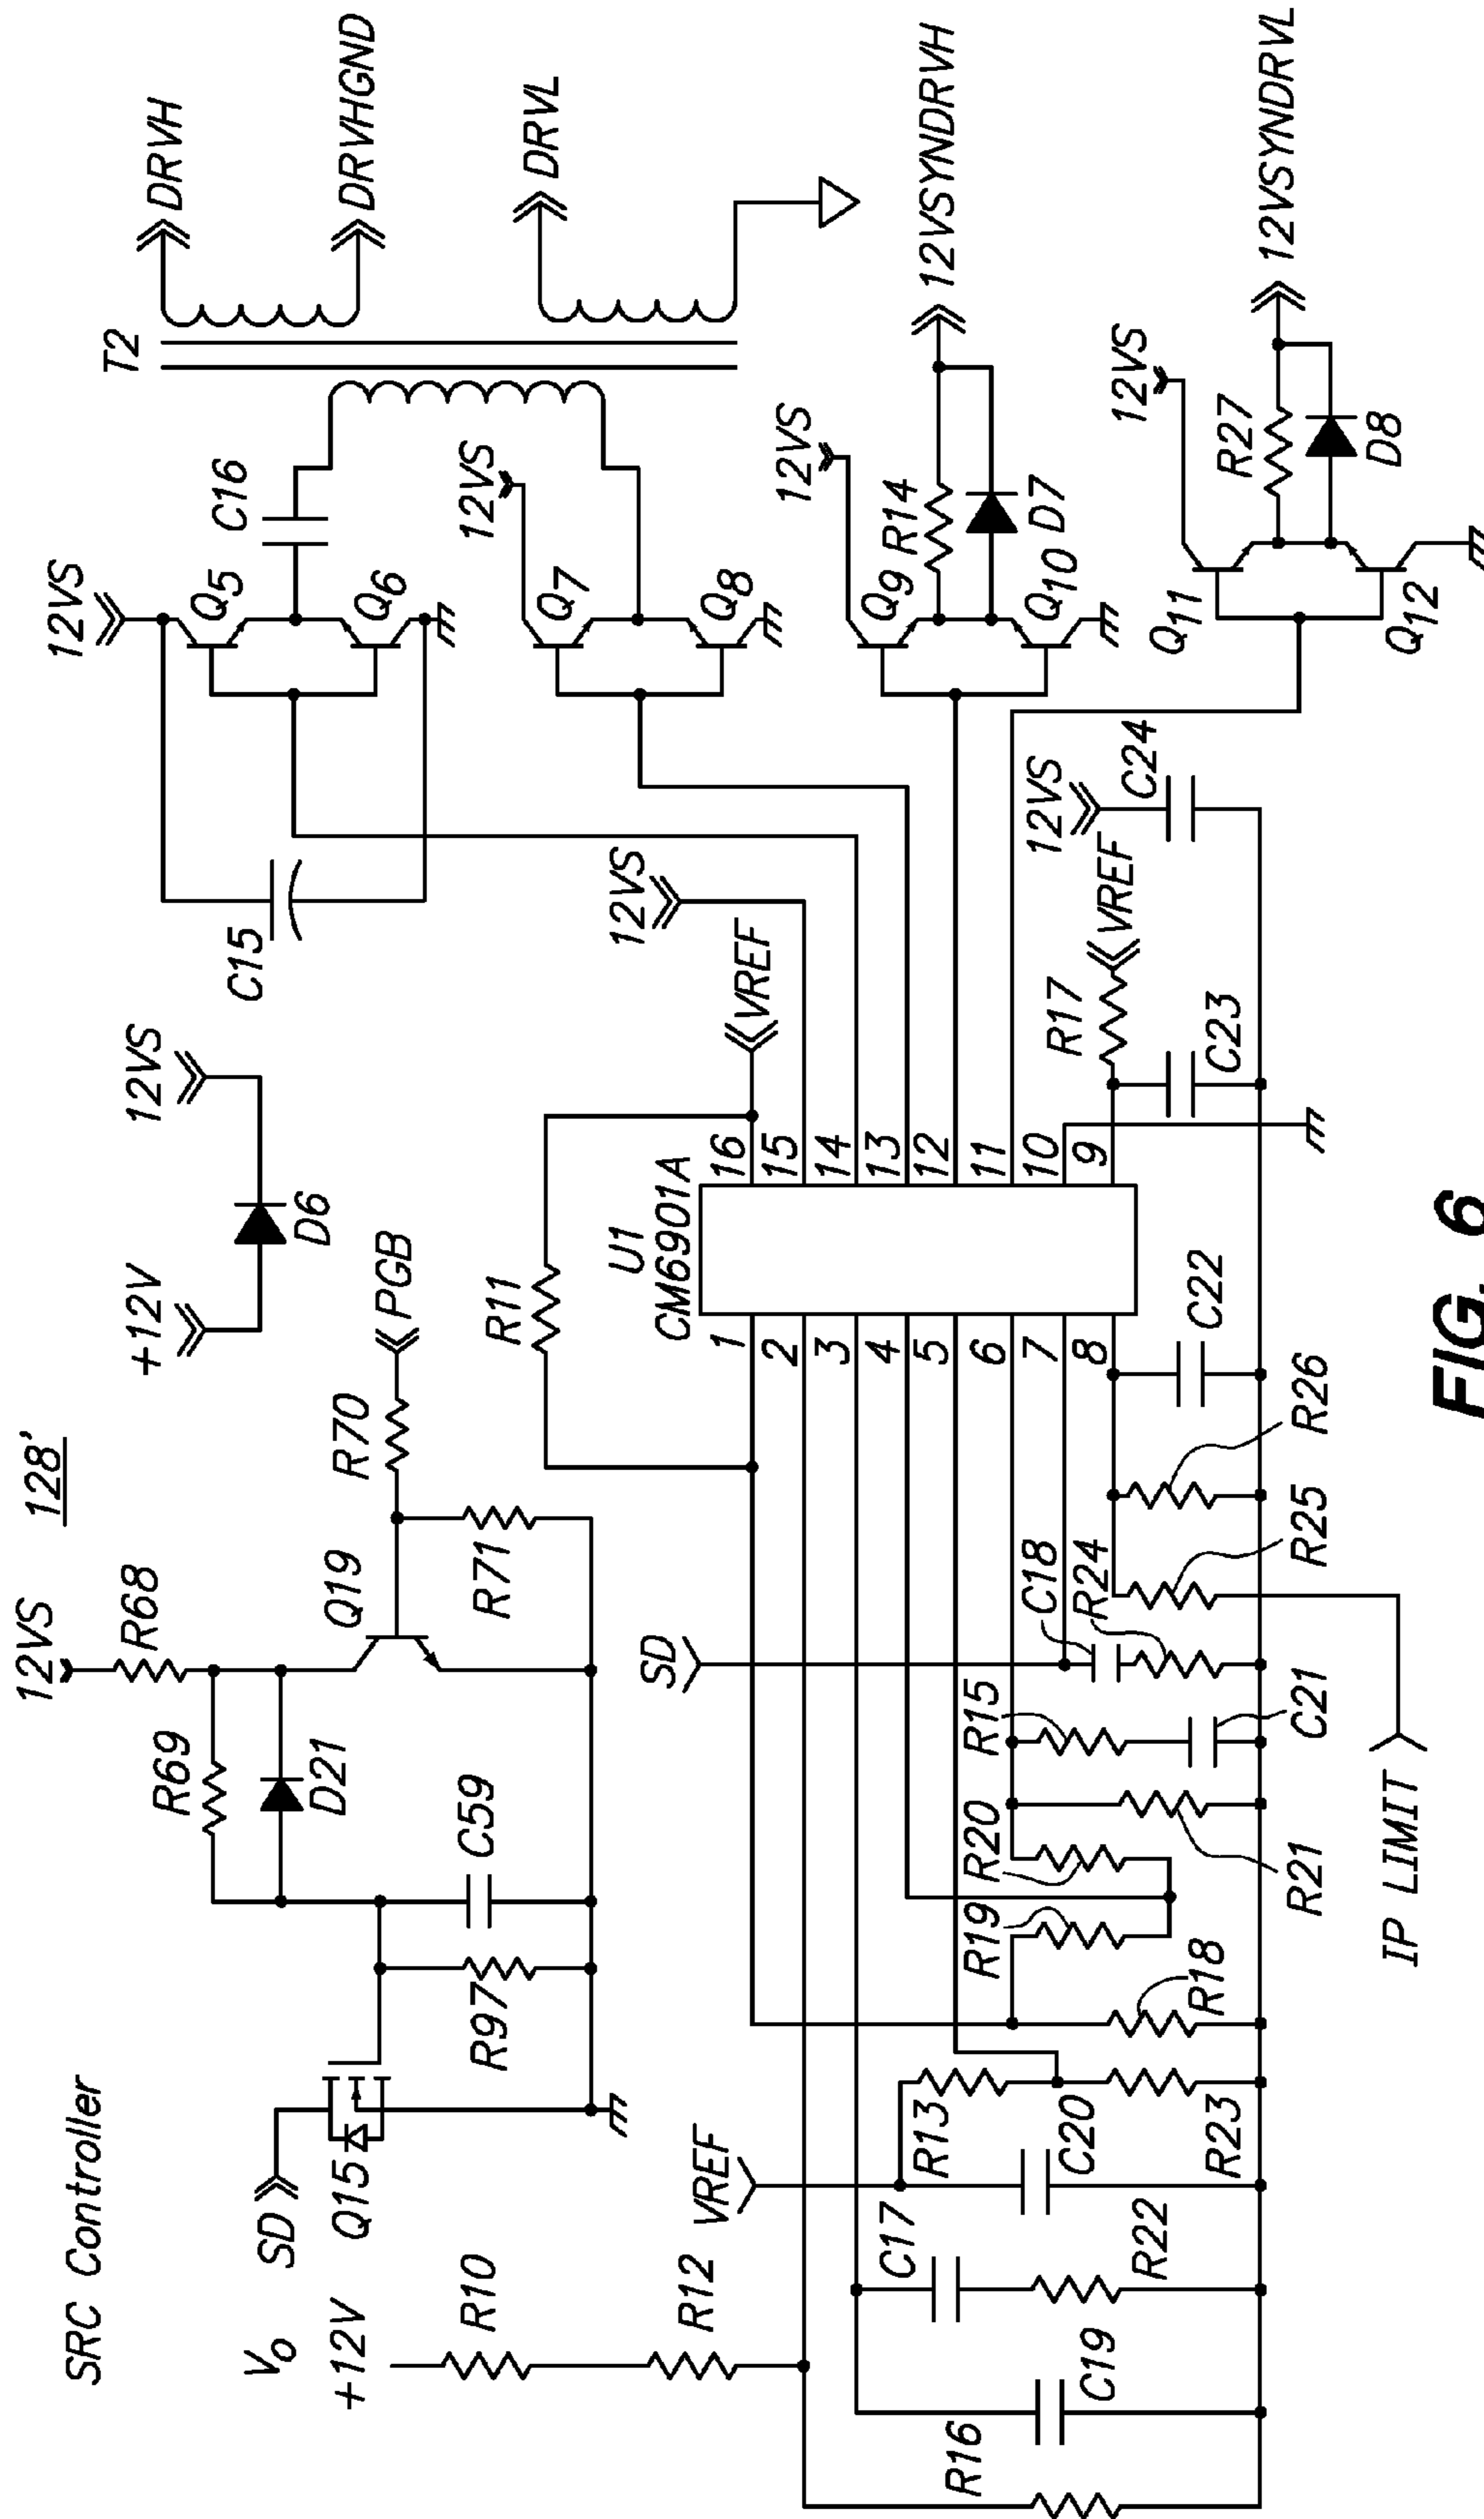 SRC Controller
128'
12VS
R68
R69
D21
Q19
R70
PGB
R71
C59
R97
Q15
SD
Vo
+12V
R10
R12
+12V
12VS
D6
C15
12VS
Q5
Q6
C16
T2
DRVH
DRVHGND
DRVL
12VS
Q7
Q8
12VS
Q9
Q10
R14
D7
12VSYNDRVH
12VS
Q11
Q12
R27
D8
12VSYNDRVL
R11
U1
CM6901A
1
2
3
4
5
6
7
8
16
15
14
13
12
11
10
9
VREF
12VS
R17
VREF
12VS
C24
C23
C22
R26
R25
C18
R24
SD
R15
C21
R20
R21
R19
R18
IP LIMIT
VREF
R13
C20
R23
C17
R22
C19
R16
FIG. 6